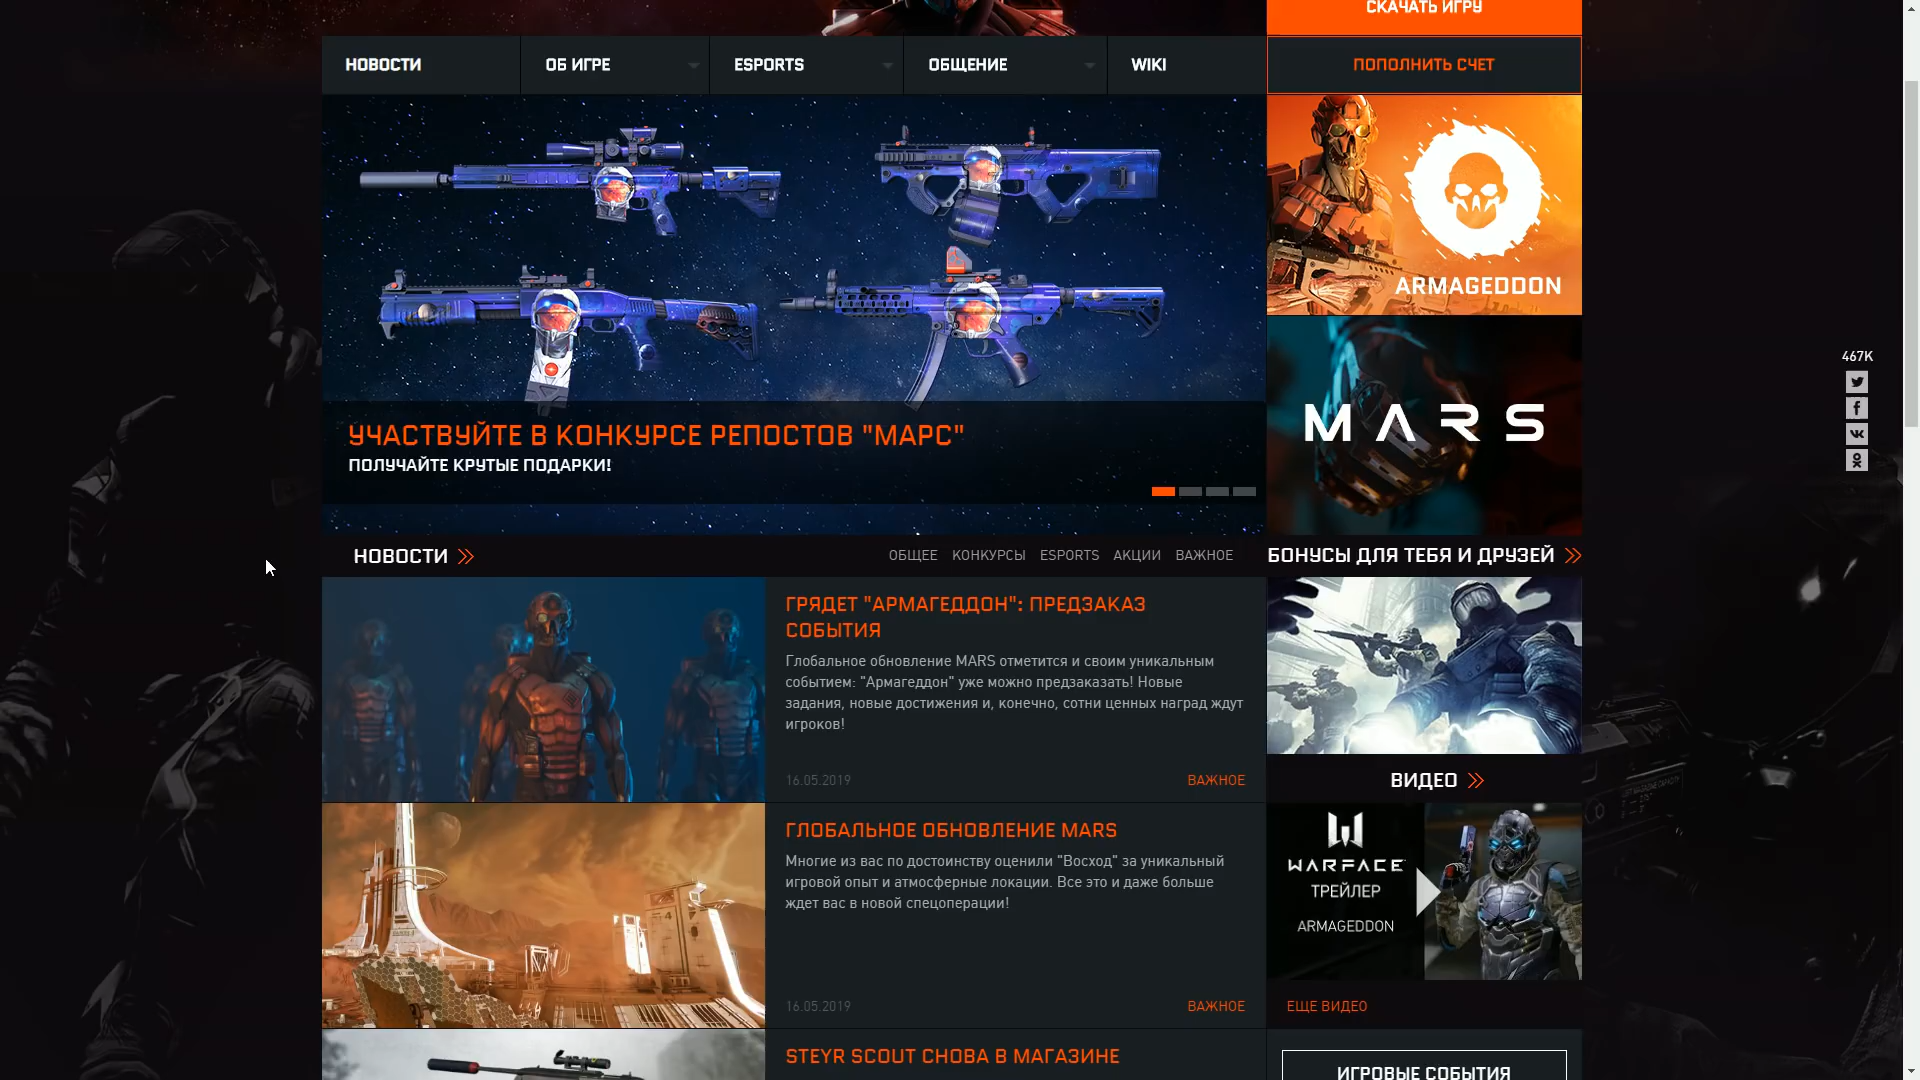 СКАЧАТЬ ИГРУ
НОВОСТИ
ОБ ИГРЕ
ESPORTS
ОБЩЕНИЕ
WIKI
ПОПОЛНИТЬ СЧЕТ
ARMAGEDDON
MARS
467K
УЧАСТВУЙТЕ В КОНКУРСЕ РЕПОСТОВ "МАРС"
ПОЛУЧАЙТЕ КРУТЫЕ ПОДАРКИ!
НОВОСТИ
ОБЩЕЕ
КОНКУРСЫ
ESPORTS
АКЦИИ
ВАЖНОЕ
БОНУСЫ ДЛЯ ТЕБЯ И ДРУЗЕЙ
ГРЯДЕТ "АРМАГЕДДОН": ПРЕДЗАКАЗ
СОБЫТИЯ
Глобальное обновление MARS отметится и своим уникальным
событием: "Армагеддон" уже можно предзаказать! Новые
задания, новые достижения и, конечно, сотни ценных наград ждут
игроков!
16.05.2019
ВАЖНОЕ
ВИДЕО
ГЛОБАЛЬНОЕ ОБНОВЛЕНИЕ MARS
Многие из вас по достоинству оценили "Восход" за уникальный
игровой опыт и атмосферные локации. Все это и даже больше
ждет вас в новой спецоперации!
16.05.2019
ВАЖНОЕ
WARFACE
ТРЕЙЛЕР
ARMAGEDDON
ЕЩЕ ВИДЕО
STEYR SCOUT СНОВА В МАГАЗИНЕ
ИГРОВЫЕ СОБЫТИЯ